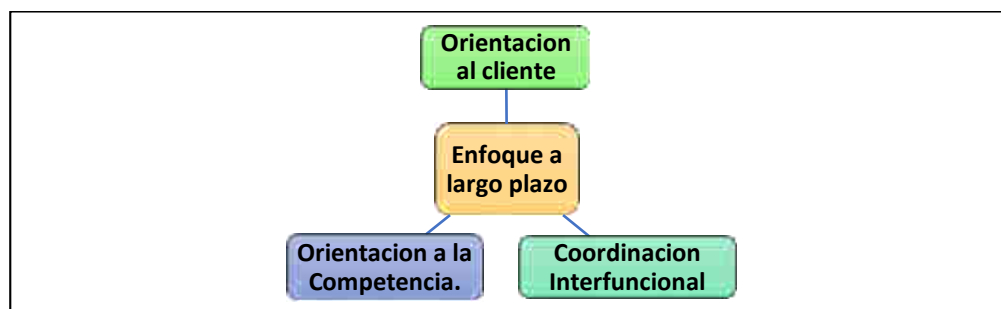 Orientacion
al cliente
Enfoque a
largo plazo
Orientacion a la
Competencia.
Coordinacion
Interfuncional